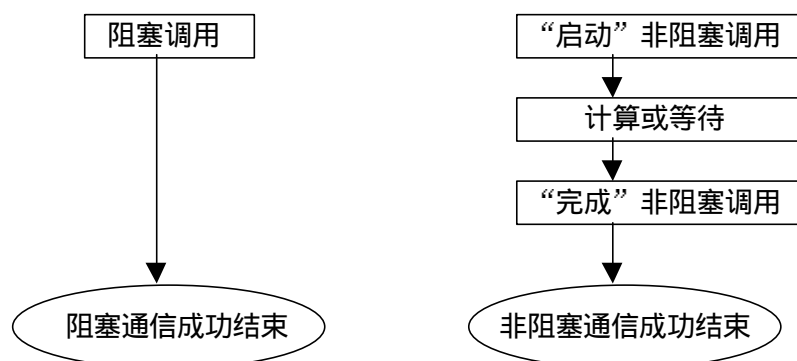 阻塞调用
“启动”非阻塞调用
计算或等待
“完成”非阻塞调用
阻塞通信成功结束
非阻塞通信成功结束